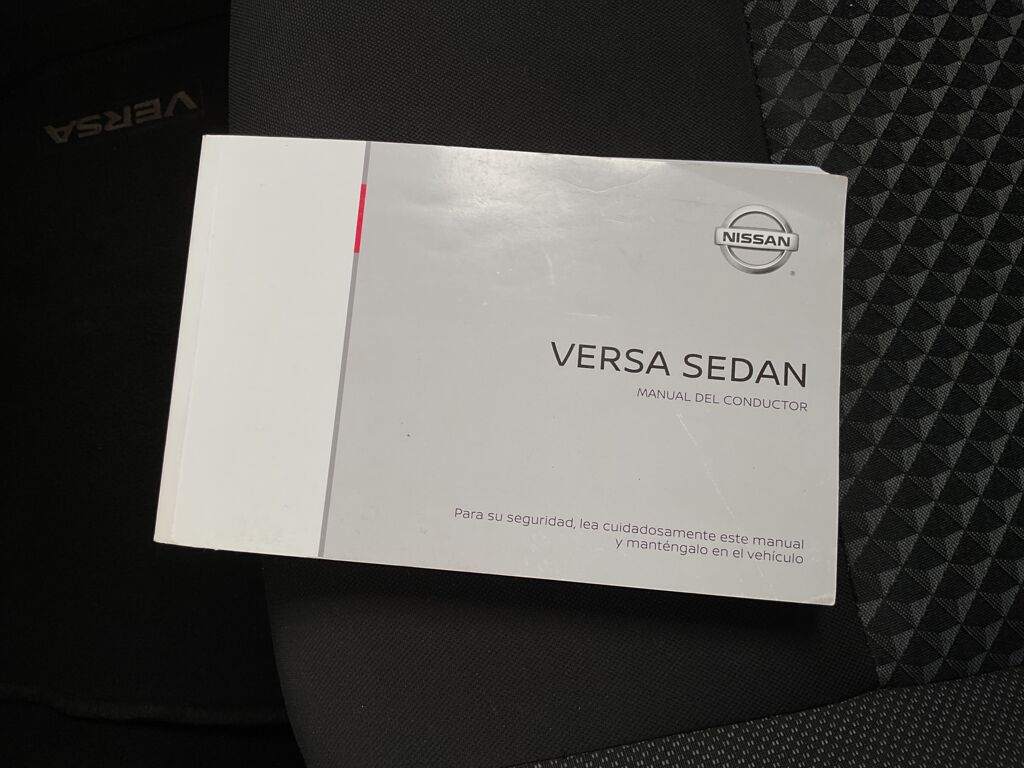 VERSA
NISSAN
VERSA SEDAN
MANUAL DEL CONDUCTOR
Para su seguridad, lea cuidadosamente este manual
y manténgalo en el vehículo